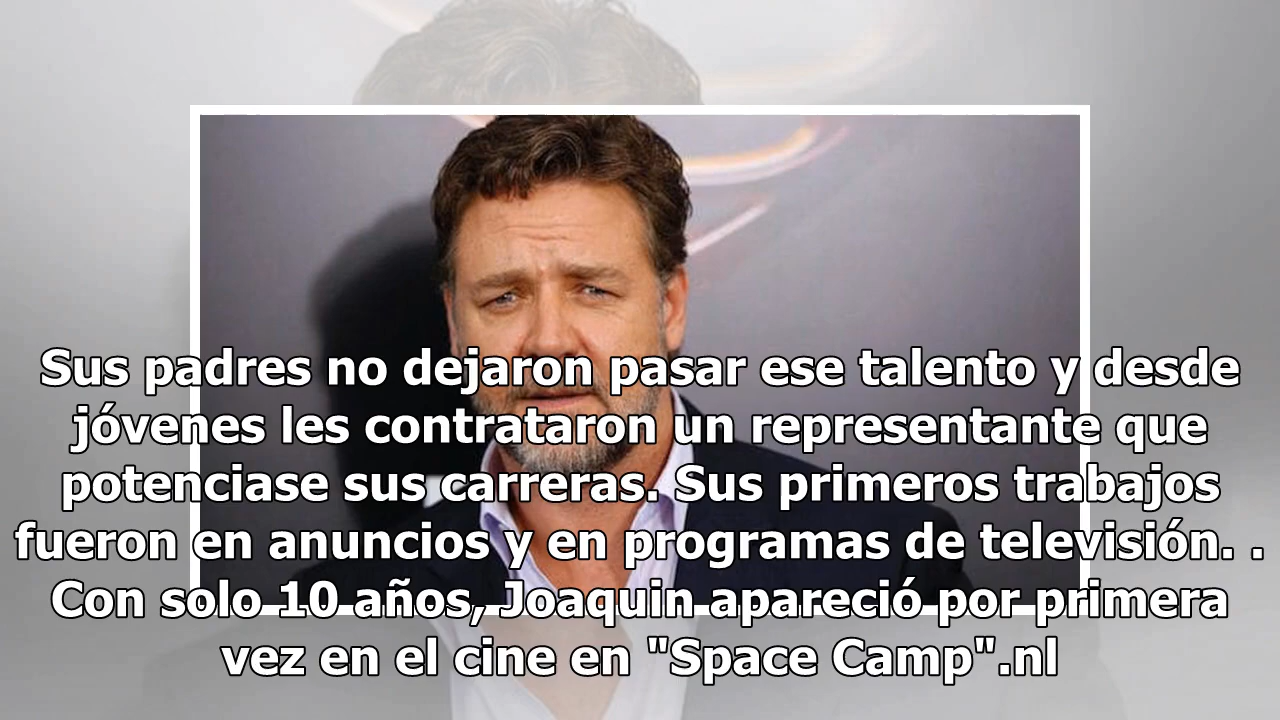 Sus padres no dejaron pasar ese talento y desde
jóvenes les contrataron un representante que
potenciase sus carreras. Sus primeros trabajos
fueron en anuncios y en programas de televisión. .
Con solo 10 años, Joaquin apareció por primera
vez en el cine en "Space Camp".nl